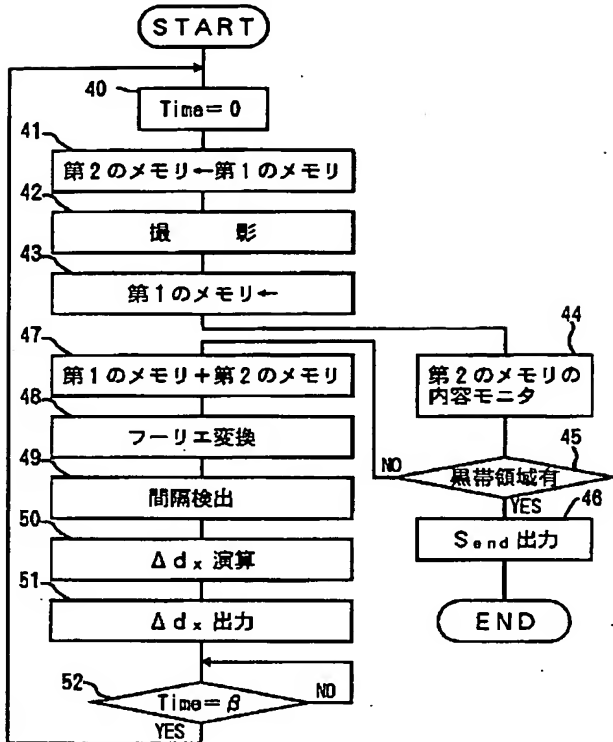 START
40
Time=0
41
第2のメモリ←第1のメモリ
42
撮 影
43
第1のメモリ←
44
第2のメモリの
内容モニタ
45
黒帯領域有
NO
YES
46
Send 出力
END
47
第1のメモリ+第2のメモリ
48
フーリエ変換
49
間隔検出
50
Δdx 演算
51
Δdx 出力
52
Time=β
NO
YES